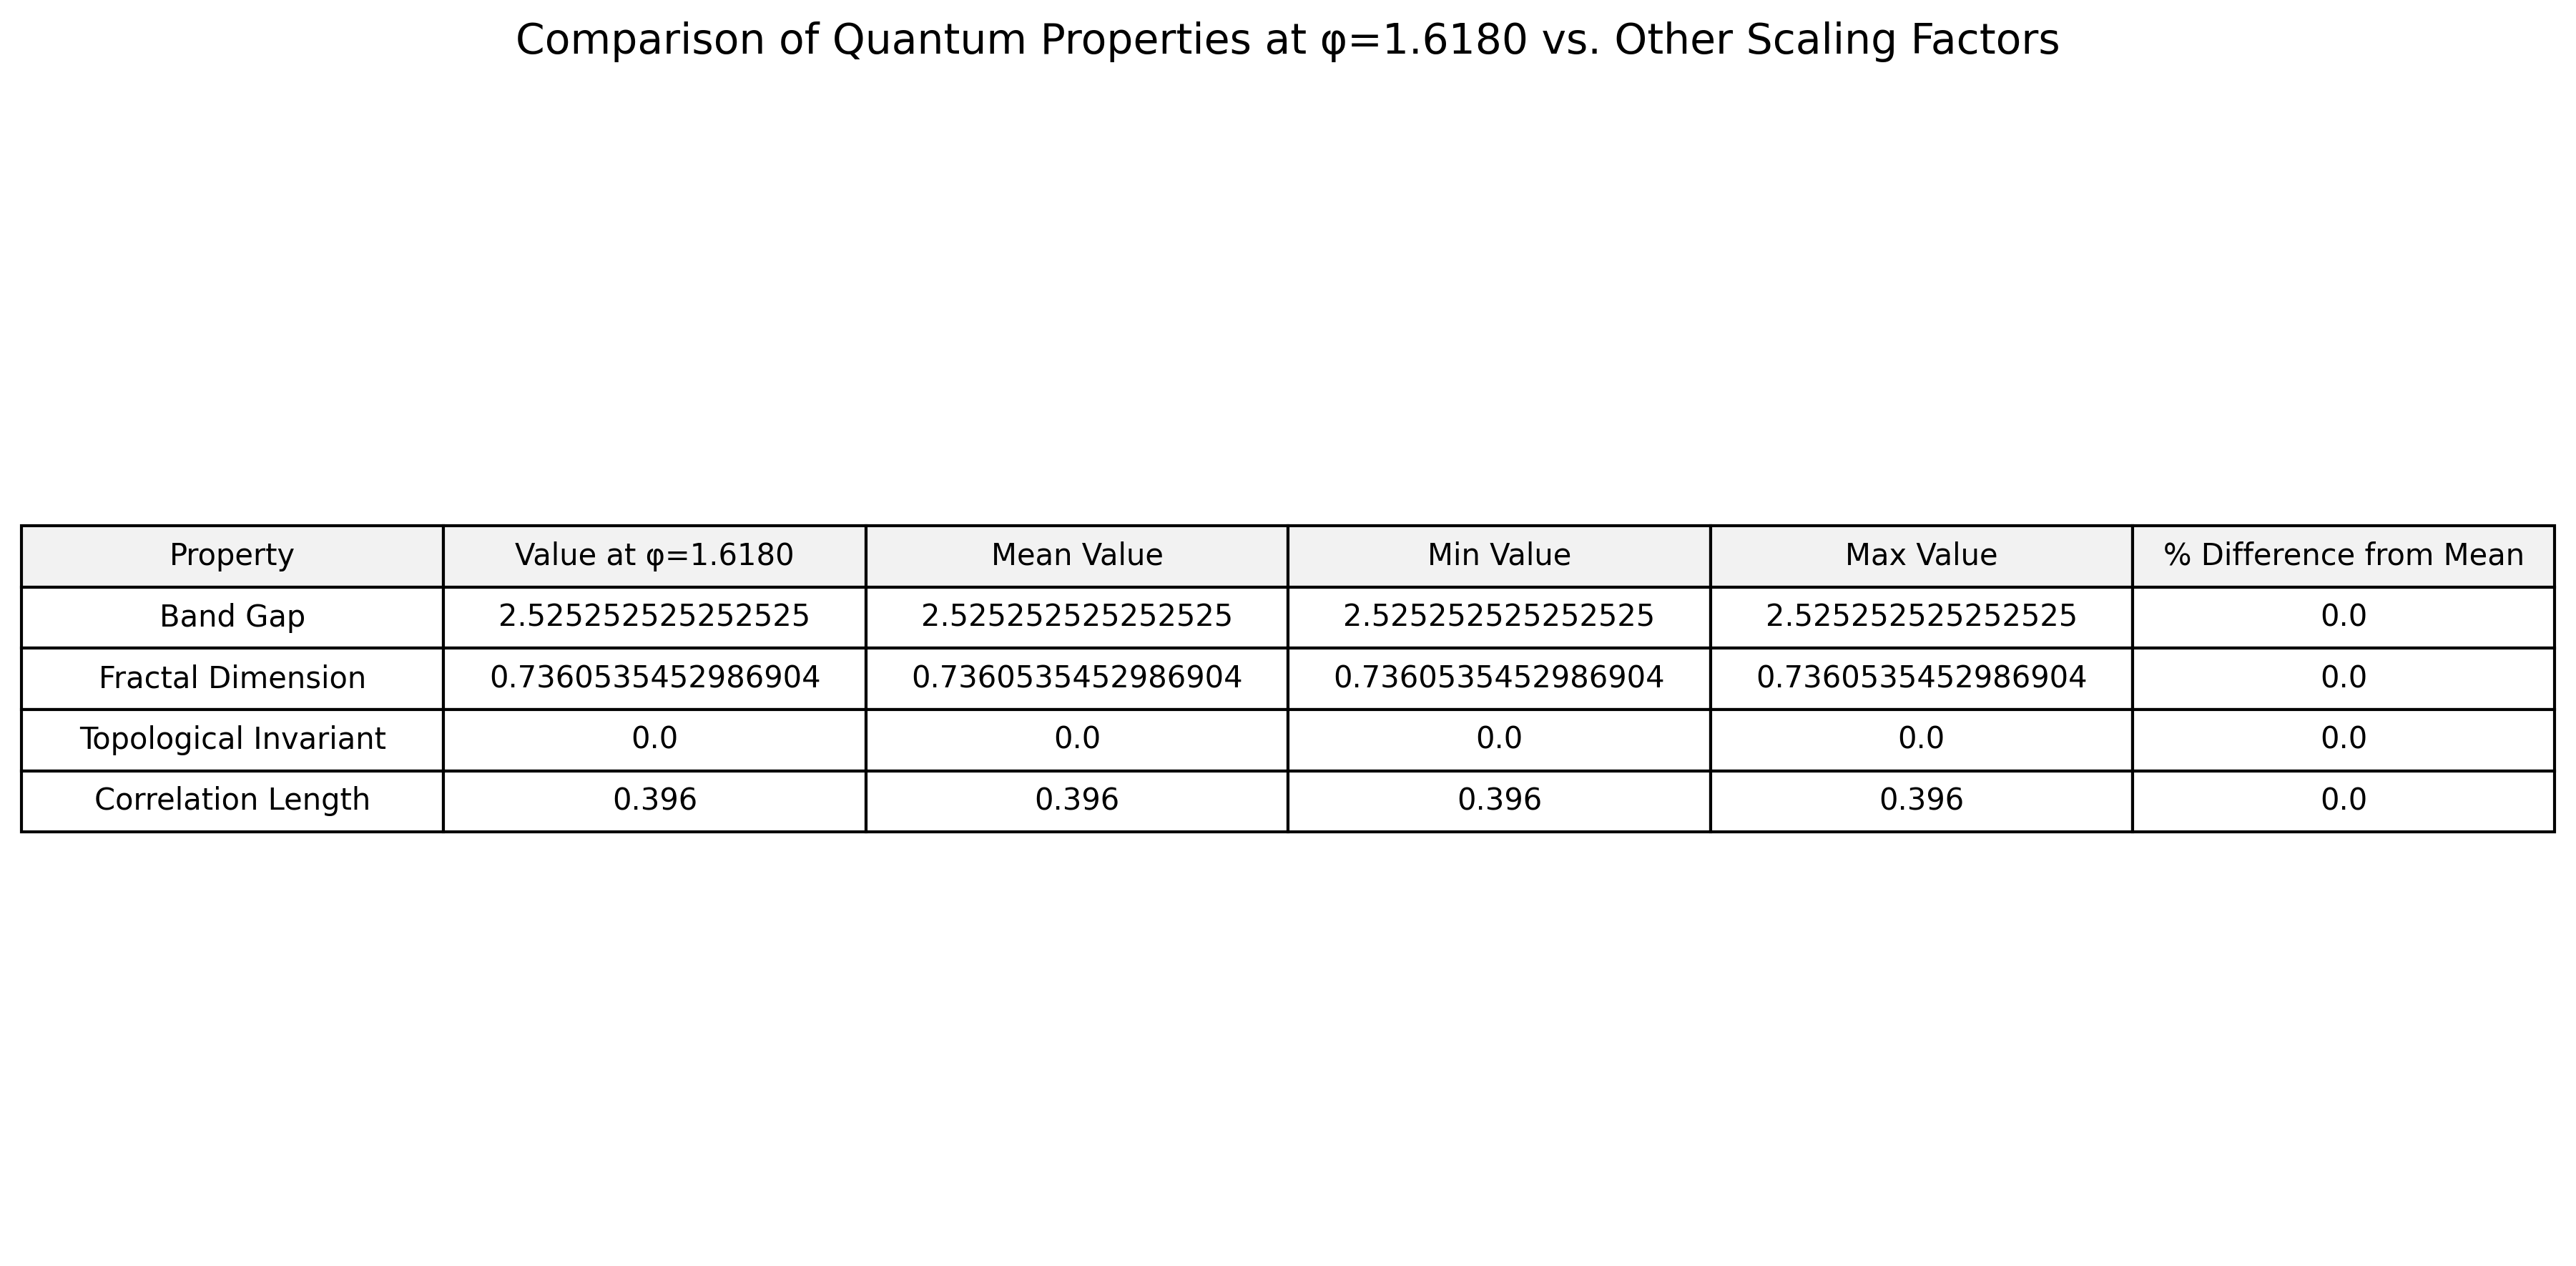 Comparison of Quantum Properties at φ=1.6180 vs. Other Scaling Factors
Property Value at φ=1.6180 Mean Value Min Value Max Value % Difference from Mean
Band Gap 2.525252525252525 2.525252525252525 2.525252525252525 2.525252525252525 0.0
Fractal Dimension 0.7360535452986904 0.7360535452986904 0.7360535452986904 0.7360535452986904 0.0
Topological Invariant 0.0 0.0 0.0 0.0 0.0
Correlation Length 0.396 0.396 0.396 0.396 0.0